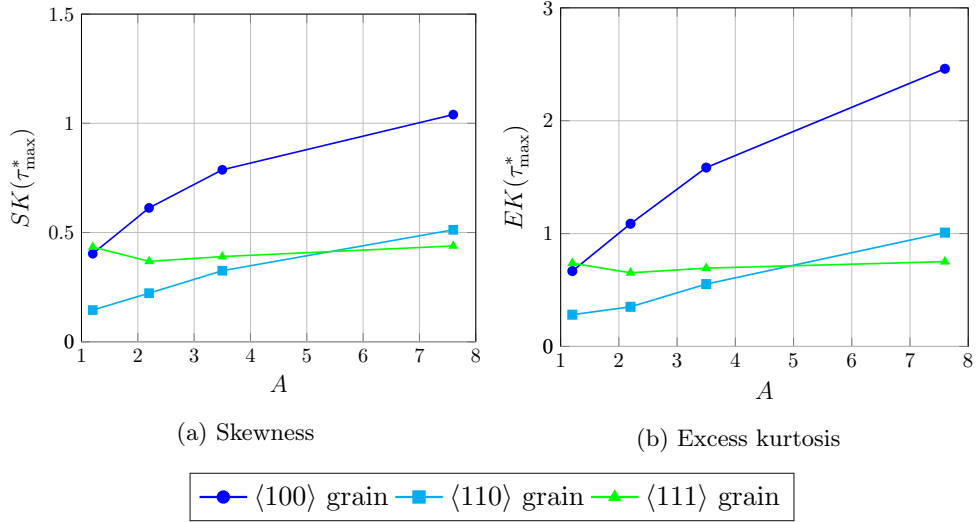 1.5
1
0.5
0
SK(τ*max)
1 2 3 4 5 6 7 8
A
(a) Skewness
3
2
1
0
EK(τ*max)
1 2 3 4 5 6 7 8
A
(b) Excess kurtosis
⟨100⟩ grain ⟨110⟩ grain ⟨111⟩ grain